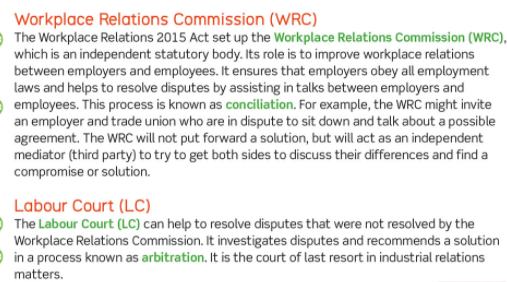 Workplace Relations Commission (WRC)
The Workplace Relations 2015 Act set up the Workplace Relations Commission (WRC),
which is an independent statutory body. Its role is to improve workplace relations
between employers and employees. It ensures that employers obey all employment
laws and helps to resolve disputes by assisting in talks between employers and
employees. This process is known as conciliation. For example, the WRC might invite
an employer and trade union who are in dispute to sit down and talk about a possible
agreement. The WRC will not put forward a solution, but will act as an independent
mediator (third party) to try to get both sides to discuss their differences and find a
compromise or solution.
Labour Court (LC)
The Labour Court (LC) can help to resolve disputes that were not resolved by the
Workplace Relations Commission. It investigates disputes and recommends a solution
in a process known as arbitration. It is the court of last resort in industrial relations
matters.